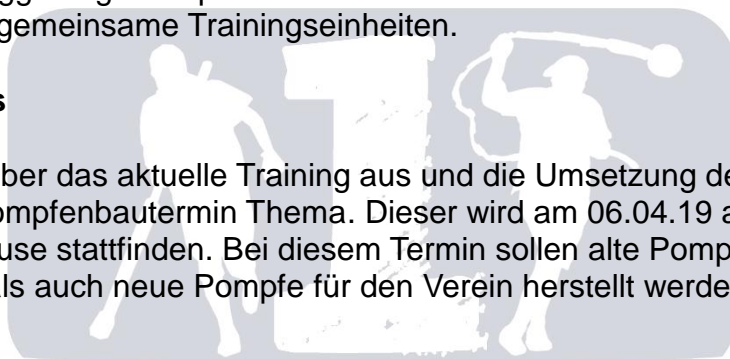 gemeinsame Trainingseinheiten.
ber das aktuelle Training aus und die Umsetzung de
ompfenbautermin Thema. Dieser wird am 06.04.19 a
use stattfinden. Bei diesem Termin sollen alte Pomp
als auch neue Pompfe für den Verein herstellt werde